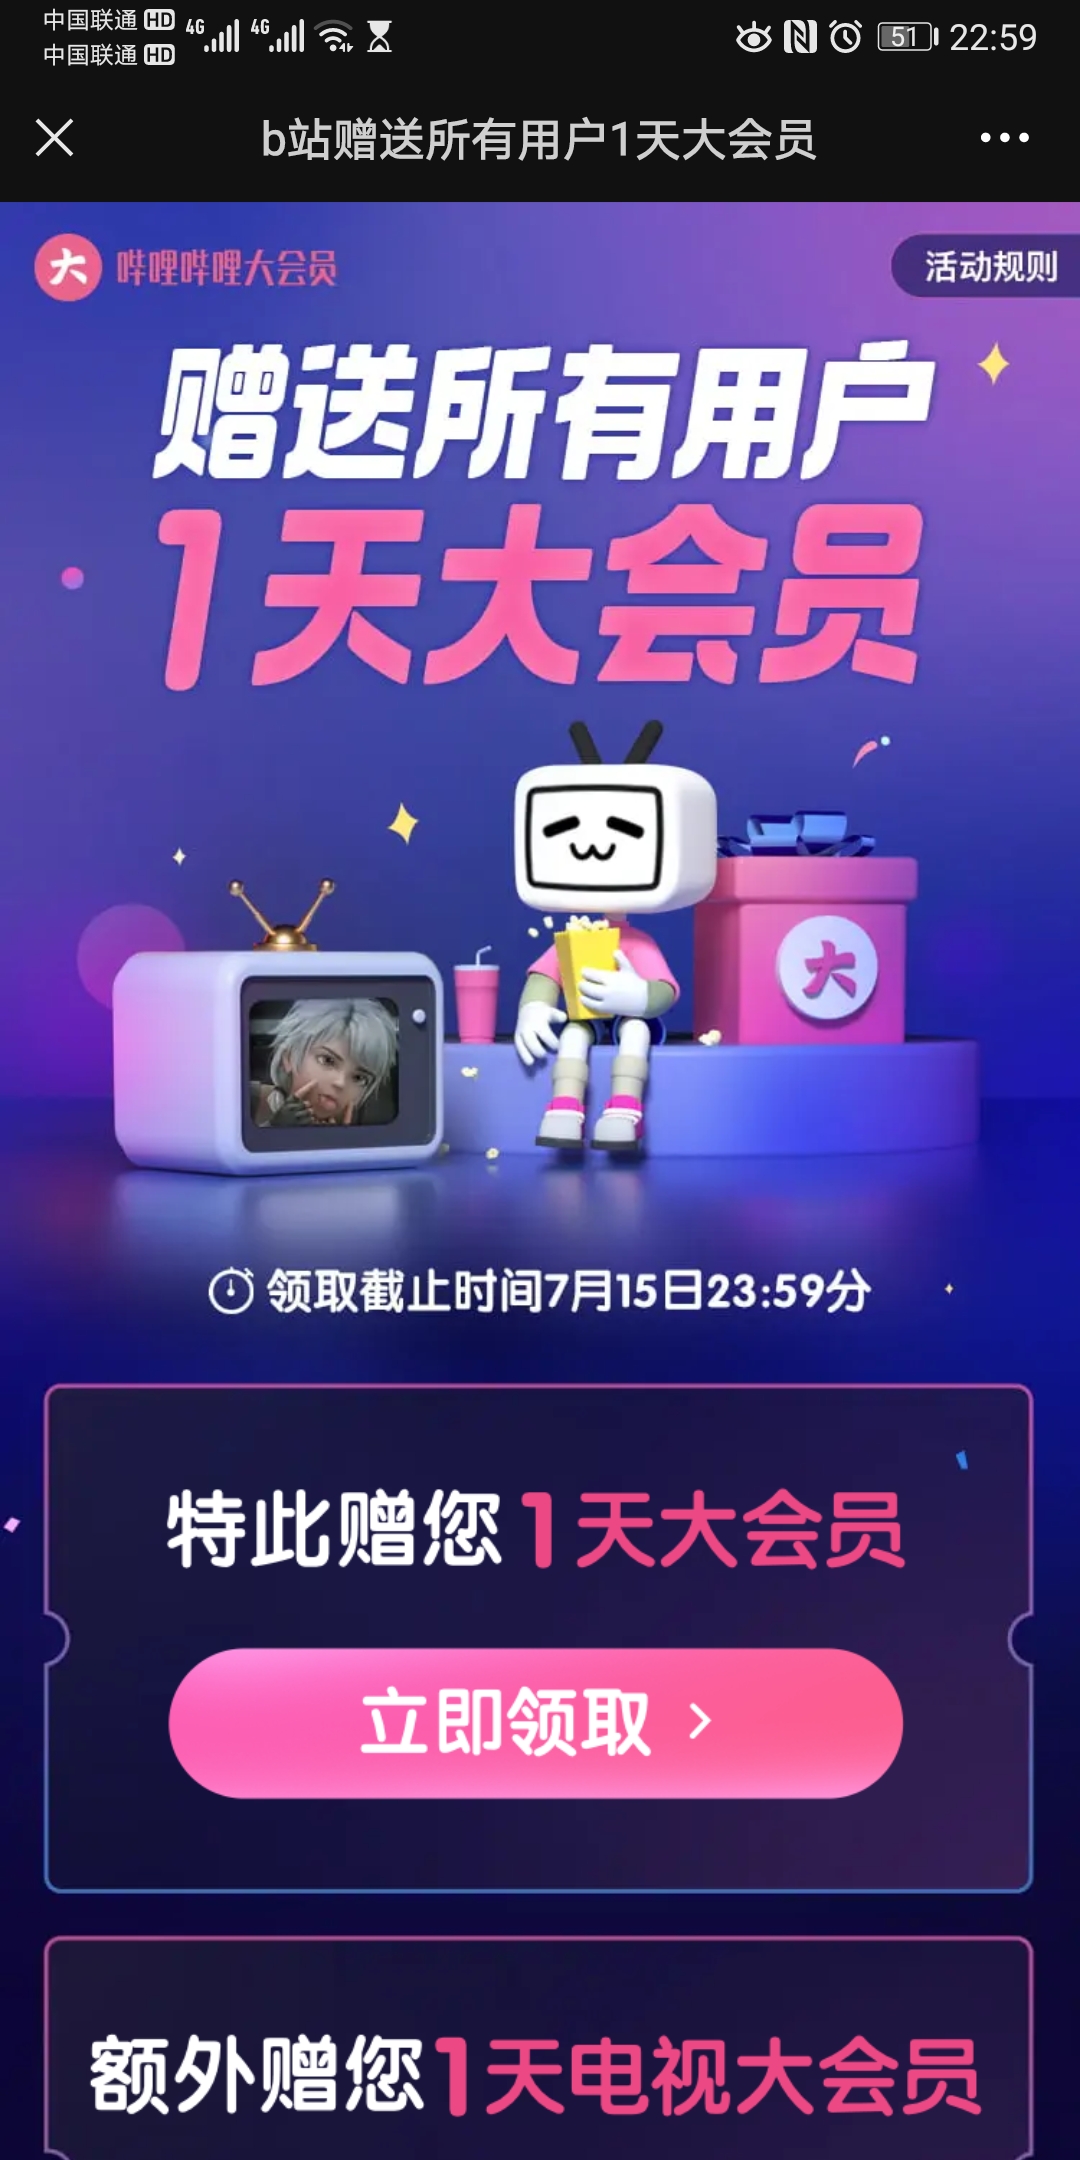 中国联通 HD 4G 4G 51 22:59
中国联通 HD
b站赠送所有用户1天大会员
大 哔哩哔哩大会员
活动规则
赠送所有用户
1天大会员
大
领取截止时间7月15日23:59分
特此赠您1天大会员
立即领取
额外赠您1天电视大会员